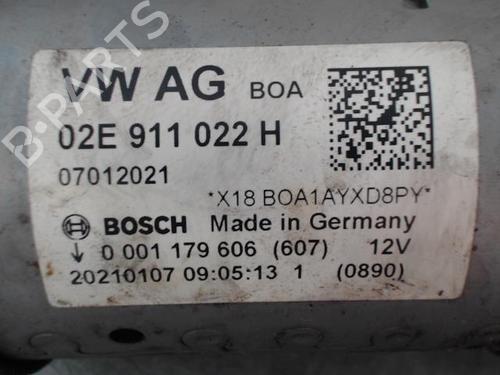 B-PARTS
VW AG BOA
02E 911 022 H
07012021
*X18 BOA1AYXD8PY*
BOSCH Made in Germany
↓ 0 001 179 606 (607) 12V
20210107 09:05:13 1 (0890)